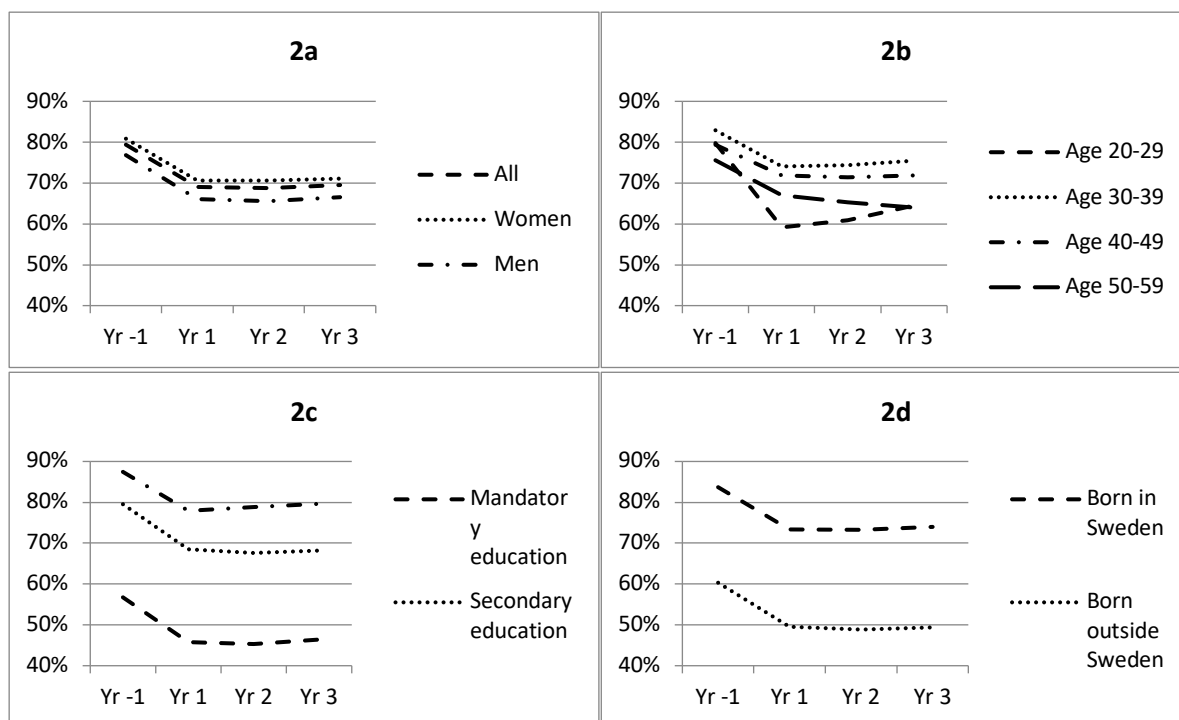 2a
90%
80%
70%
60%
50%
40%
Yr -1 Yr 1 Yr 2 Yr 3
All
Women
Men
2b
90%
80%
70%
60%
50%
40%
Yr -1 Yr 1 Yr 2 Yr 3
Age 20-29
Age 30-39
Age 40-49
Age 50-59
2c
90%
80%
70%
60%
50%
40%
Yr -1 Yr 1 Yr 2 Yr 3
Mandator
y
education
Secondary
education
2d
90%
80%
70%
60%
50%
40%
Yr -1 Yr 1 Yr 2 Yr 3
Born in
Sweden
Born
outside
Sweden